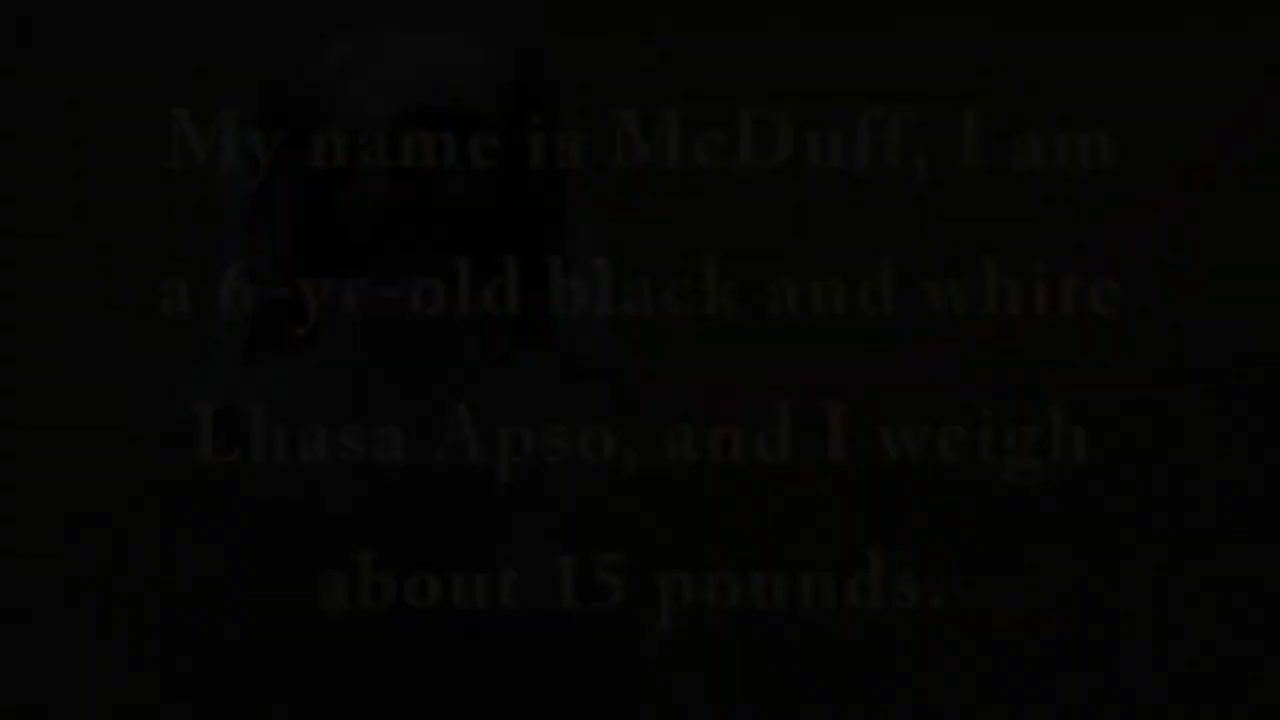 My name is McDuff, I am
a 6-yr-old black and white
Lhasa Apso, and I weigh
about 15 pounds.